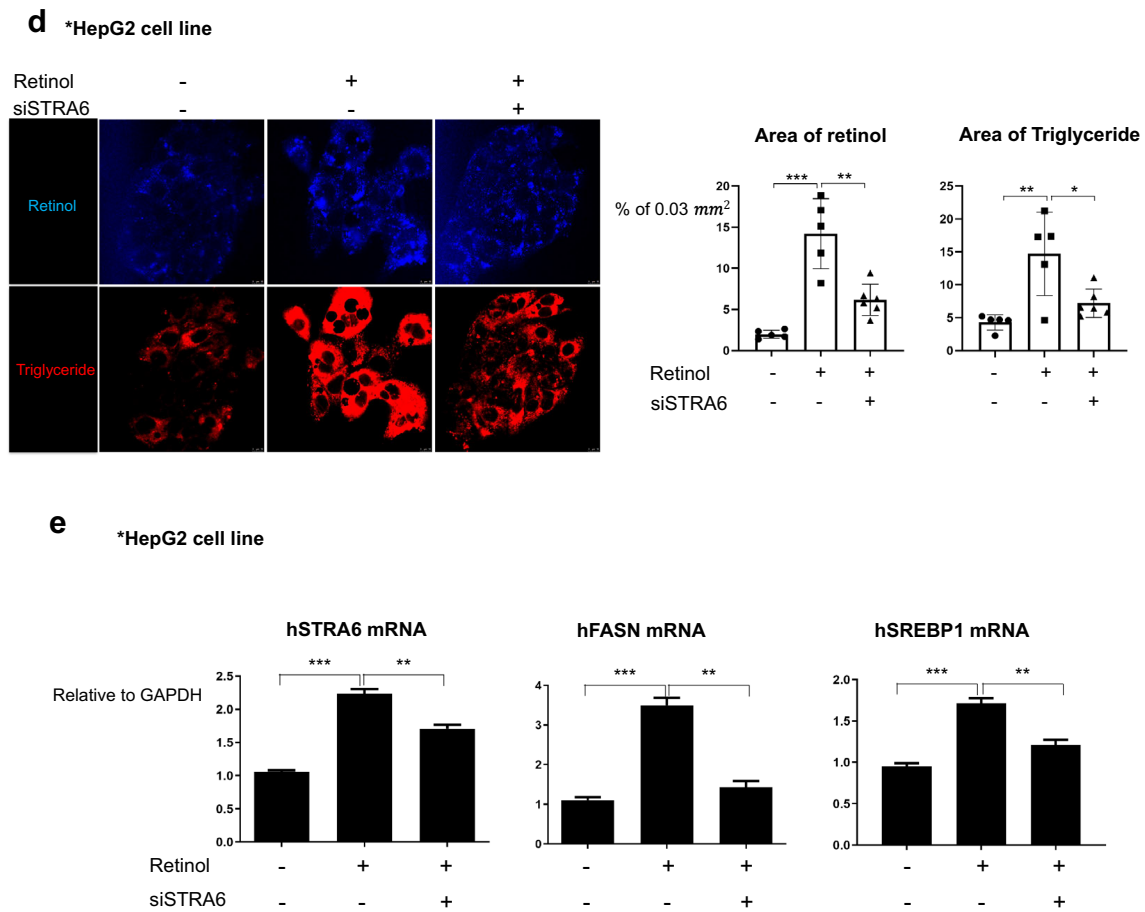 d *HepG2 cell line
Retinol - + +
siSTRA6 - - +
Retinol
Triglyceride
Area of retinol
% of 0.03 mm²
*** **
20
15
10
5
0
Retinol - + +
siSTRA6 - - +
Area of Triglyceride
** *
25
20
15
10
5
0
- + +
- - +
e *HepG2 cell line
hSTRA6 mRNA
Relative to GAPDH
*** **
2.5
2.0
1.5
1.0
0.5
0.0
Retinol - + +
siSTRA6 - - +
hFASN mRNA
*** **
4
3
2
1
0
- + +
- - +
hSREBP1 mRNA
*** **
2.0
1.5
1.0
0.5
0.0
- + +
- - +